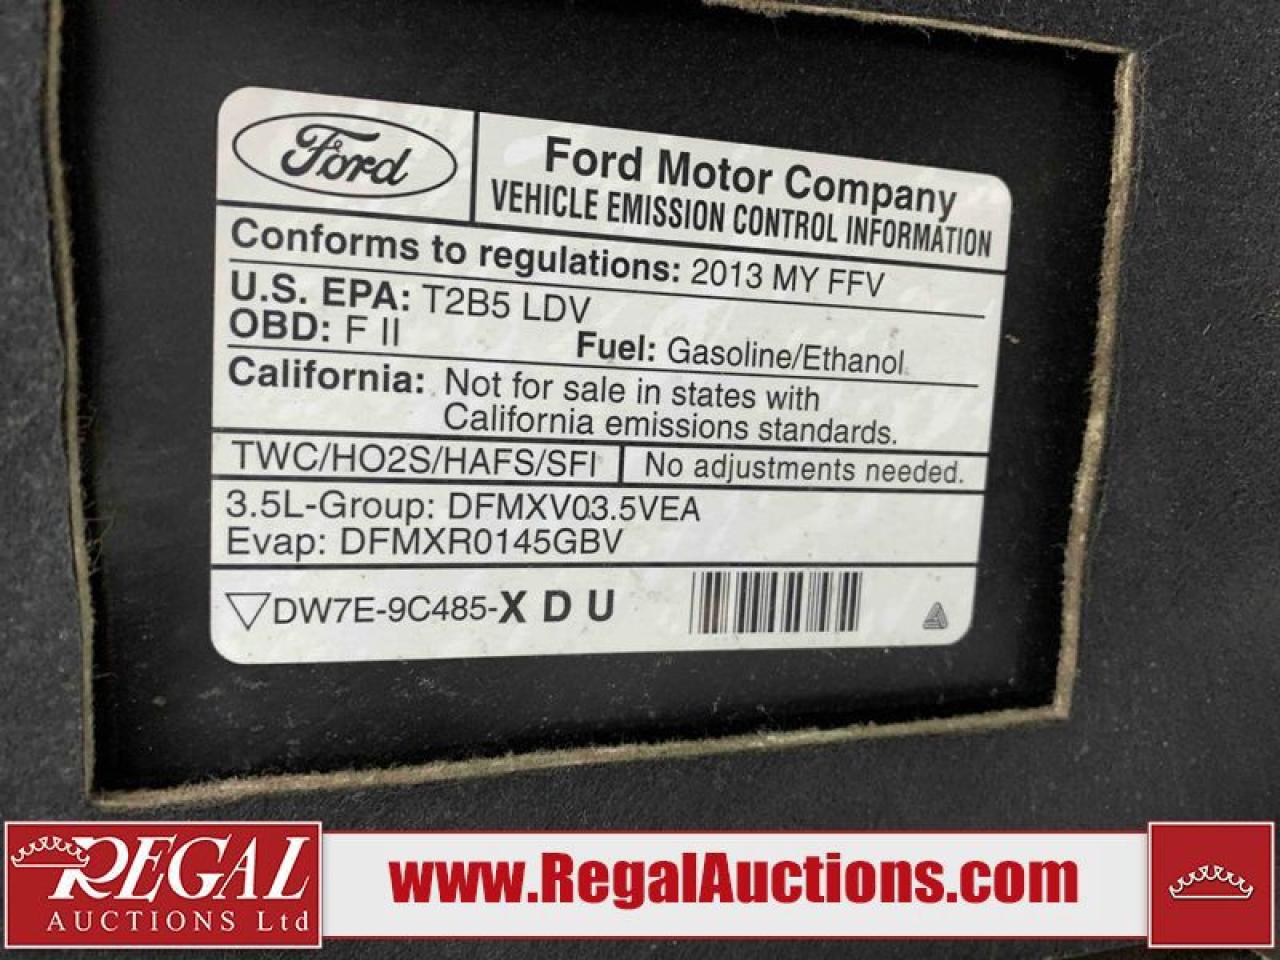 Ford
Ford Motor Company
VEHICLE EMISSION CONTROL INFORMATION
Conforms to regulations: 2013 MY FFV
U.S. EPA: T2B5 LDV
OBD: F II Fuel: Gasoline/Ethanol
California: Not for sale in states with
California emissions standards.
TWC/HO2S/HAFS/SFI No adjustments needed.
3.5L-Group: DFMXV03.5VEA
Evap: DFMXR0145GBV
DW7E-9C485-X D U
REGAL
AUCTIONS Ltd
www.RegalAuctions.com